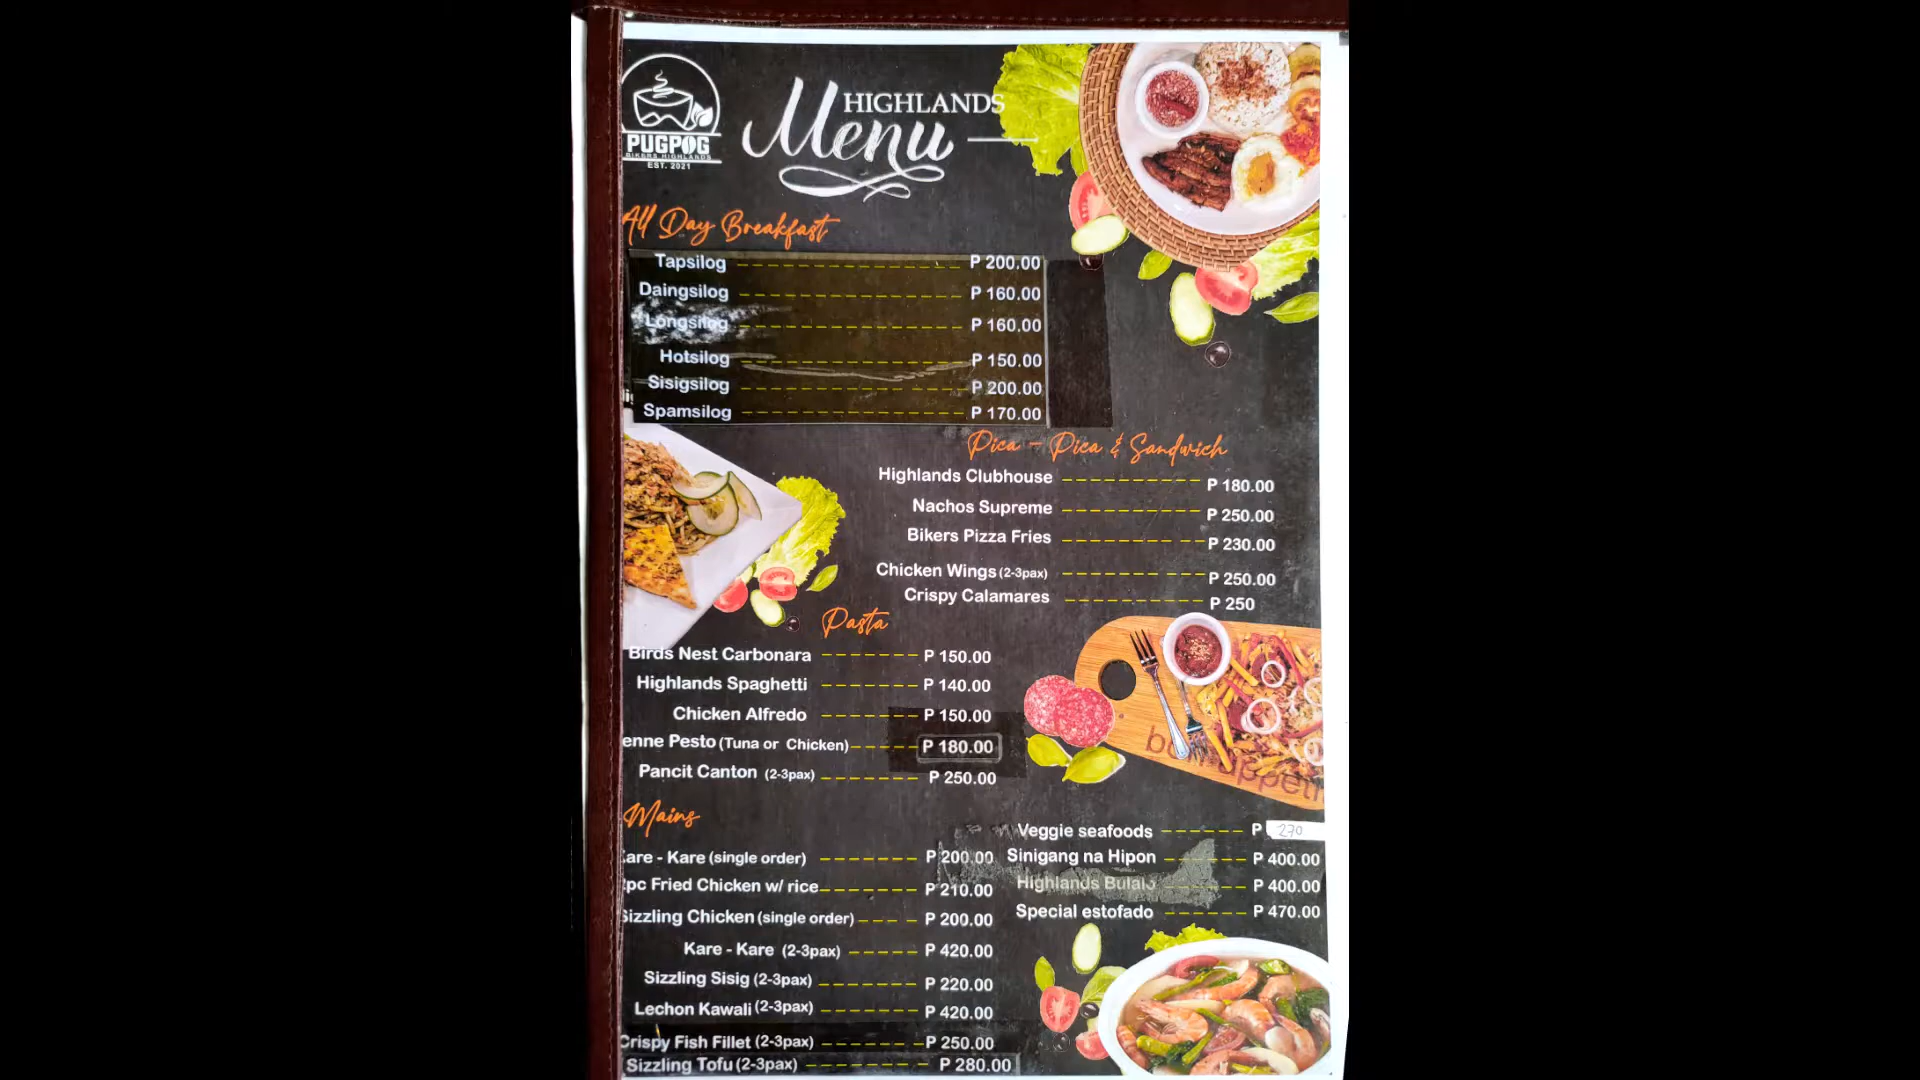 PUGPOG
BIKERS HIGHLANDS
EST. 2021
HIGHLANDS
Menu
All Day Breakfast
Tapsilog P 200.00
Daingsilog P 160.00
Longsilog P 160.00
Hotsilog P 150.00
Sisigsilog P 200.00
Spamsilog P 170.00
Pica - Pica & Sandwich
Highlands Clubhouse P 180.00
Nachos Supreme P 250.00
Bikers Pizza Fries P 230.00
Chicken Wings (2-3pax) P 250.00
Crispy Calamares P 250
Pasta
Birds Nest Carbonara P 150.00
Highlands Spaghetti P 140.00
Chicken Alfredo P 150.00
enne Pesto (Tuna or Chicken) P 180.00
Pancit Canton (2-3pax) P 250.00
Mains
are - Kare (single order) P 200.00
pc Fried Chicken w/ rice P 210.00
Sizzling Chicken (single order) P 200.00
Kare - Kare (2-3pax) P 420.00
Sizzling Sisig (2-3pax) P 220.00
Lechon Kawali (2-3pax) P 420.00
Crispy Fish Fillet (2-3pax) P 250.00
Sizzling Tofu (2-3pax) P 280.00
Veggie seafoods P 270
Sinigang na Hipon P 400.00
Highlands Bulalo P 400.00
Special estofado P 470.00